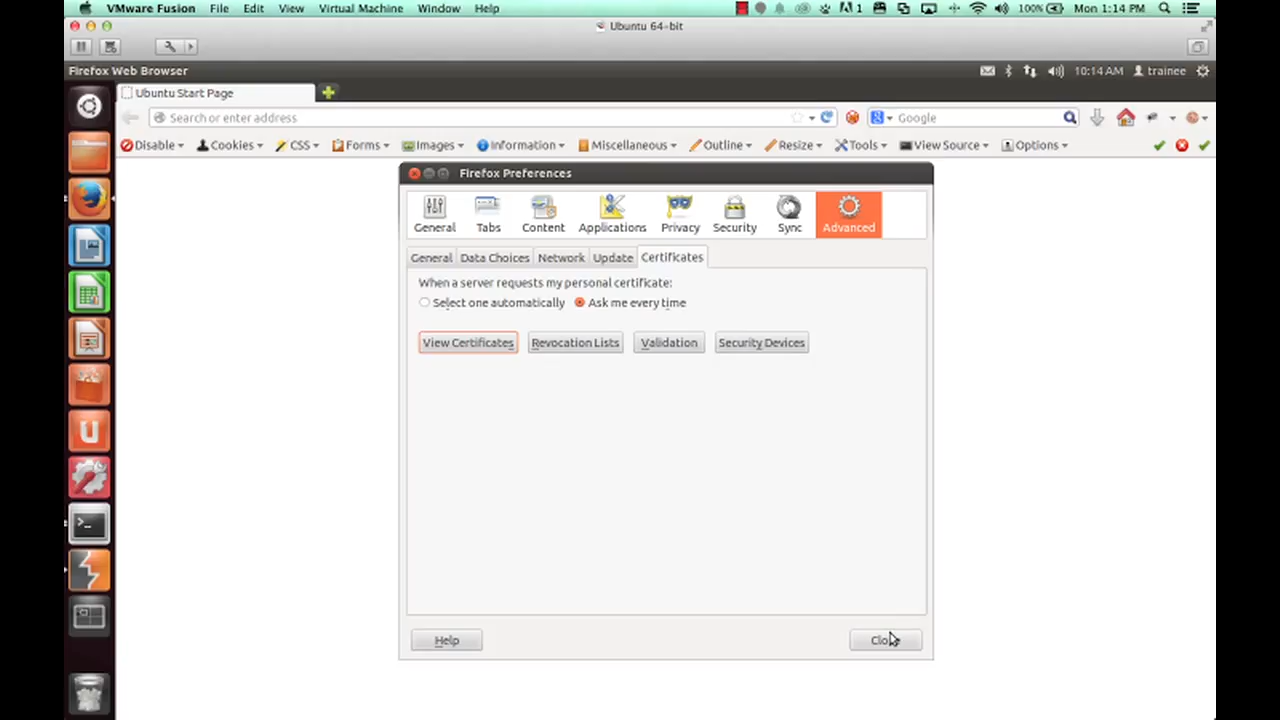 VMware Fusion File Edit View Virtual Machine Window Help 1 100% Mon 1:14 PM
Ubuntu 64-bit
Firefox Web Browser 10:14 AM trainee
Ubuntu Start Page
Search or enter address Google
Disable Cookies CSS Forms Images Information Miscellaneous Outline Resize Tools View Source Options
Firefox Preferences
General Tabs Content Applications Privacy Security Sync Advanced
General Data Choices Network Update Certificates
When a server requests my personal certificate:
Select one automatically Ask me every time
View Certificates Revocation Lists Validation Security Devices
Help Close